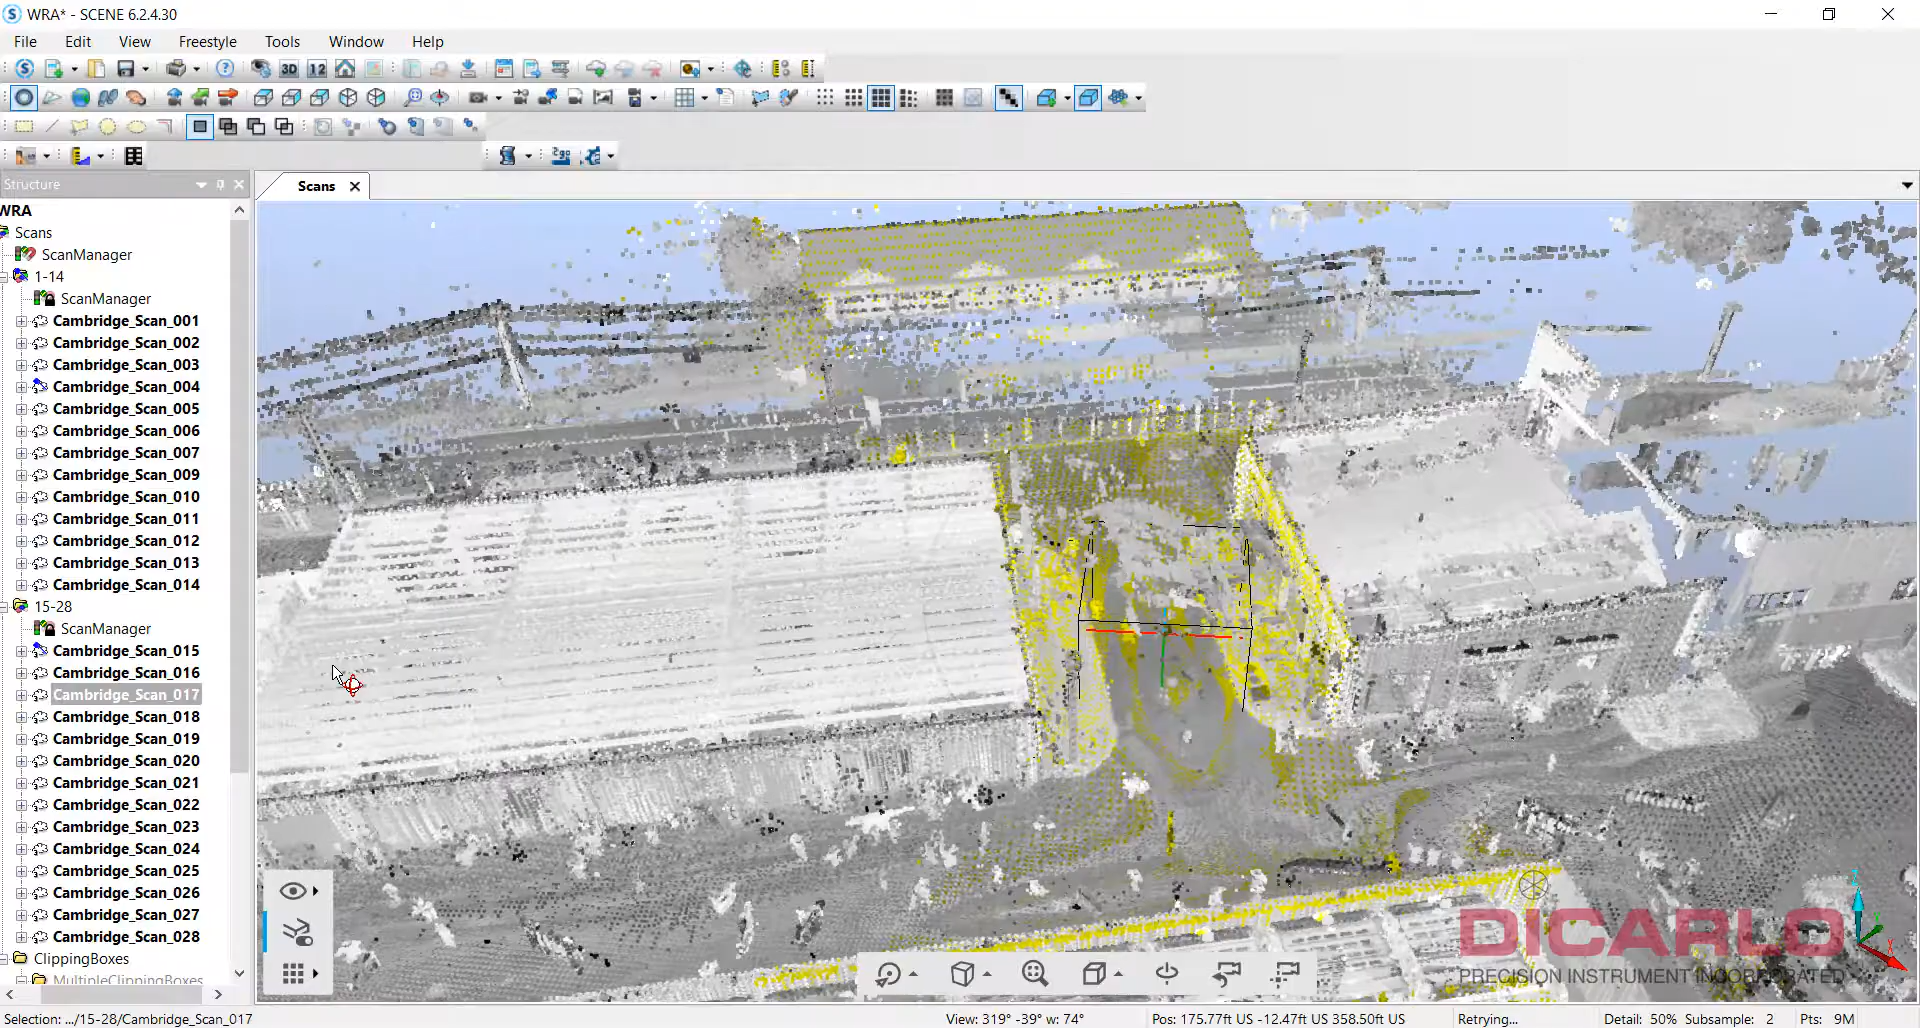 WRA* - SCENE 6.2.4.30
File Edit View Freestyle Tools Window Help
3D 12
Structure
Scans
WRA
Scans
ScanManager
1-14
ScanManager
Cambridge_Scan_001
Cambridge_Scan_002
Cambridge_Scan_003
Cambridge_Scan_004
Cambridge_Scan_005
Cambridge_Scan_006
Cambridge_Scan_007
Cambridge_Scan_009
Cambridge_Scan_010
Cambridge_Scan_011
Cambridge_Scan_012
Cambridge_Scan_013
Cambridge_Scan_014
15-28
ScanManager
Cambridge_Scan_015
Cambridge_Scan_016
Cambridge_Scan_017
Cambridge_Scan_018
Cambridge_Scan_019
Cambridge_Scan_020
Cambridge_Scan_021
Cambridge_Scan_022
Cambridge_Scan_023
Cambridge_Scan_024
Cambridge_Scan_025
Cambridge_Scan_026
Cambridge_Scan_027
Cambridge_Scan_028
ClippingBoxes
MultipleClippingBoxes
DICARLO
PRECISION INSTRUMENT INCORPORATED
Selection: .../15-28/Cambridge_Scan_017 View: 319° -39° w: 74° Pos: 175.77ft US -12.47ft US 358.50ft US Retrying... Detail: 50% Subsample: 2 Pts: 9M